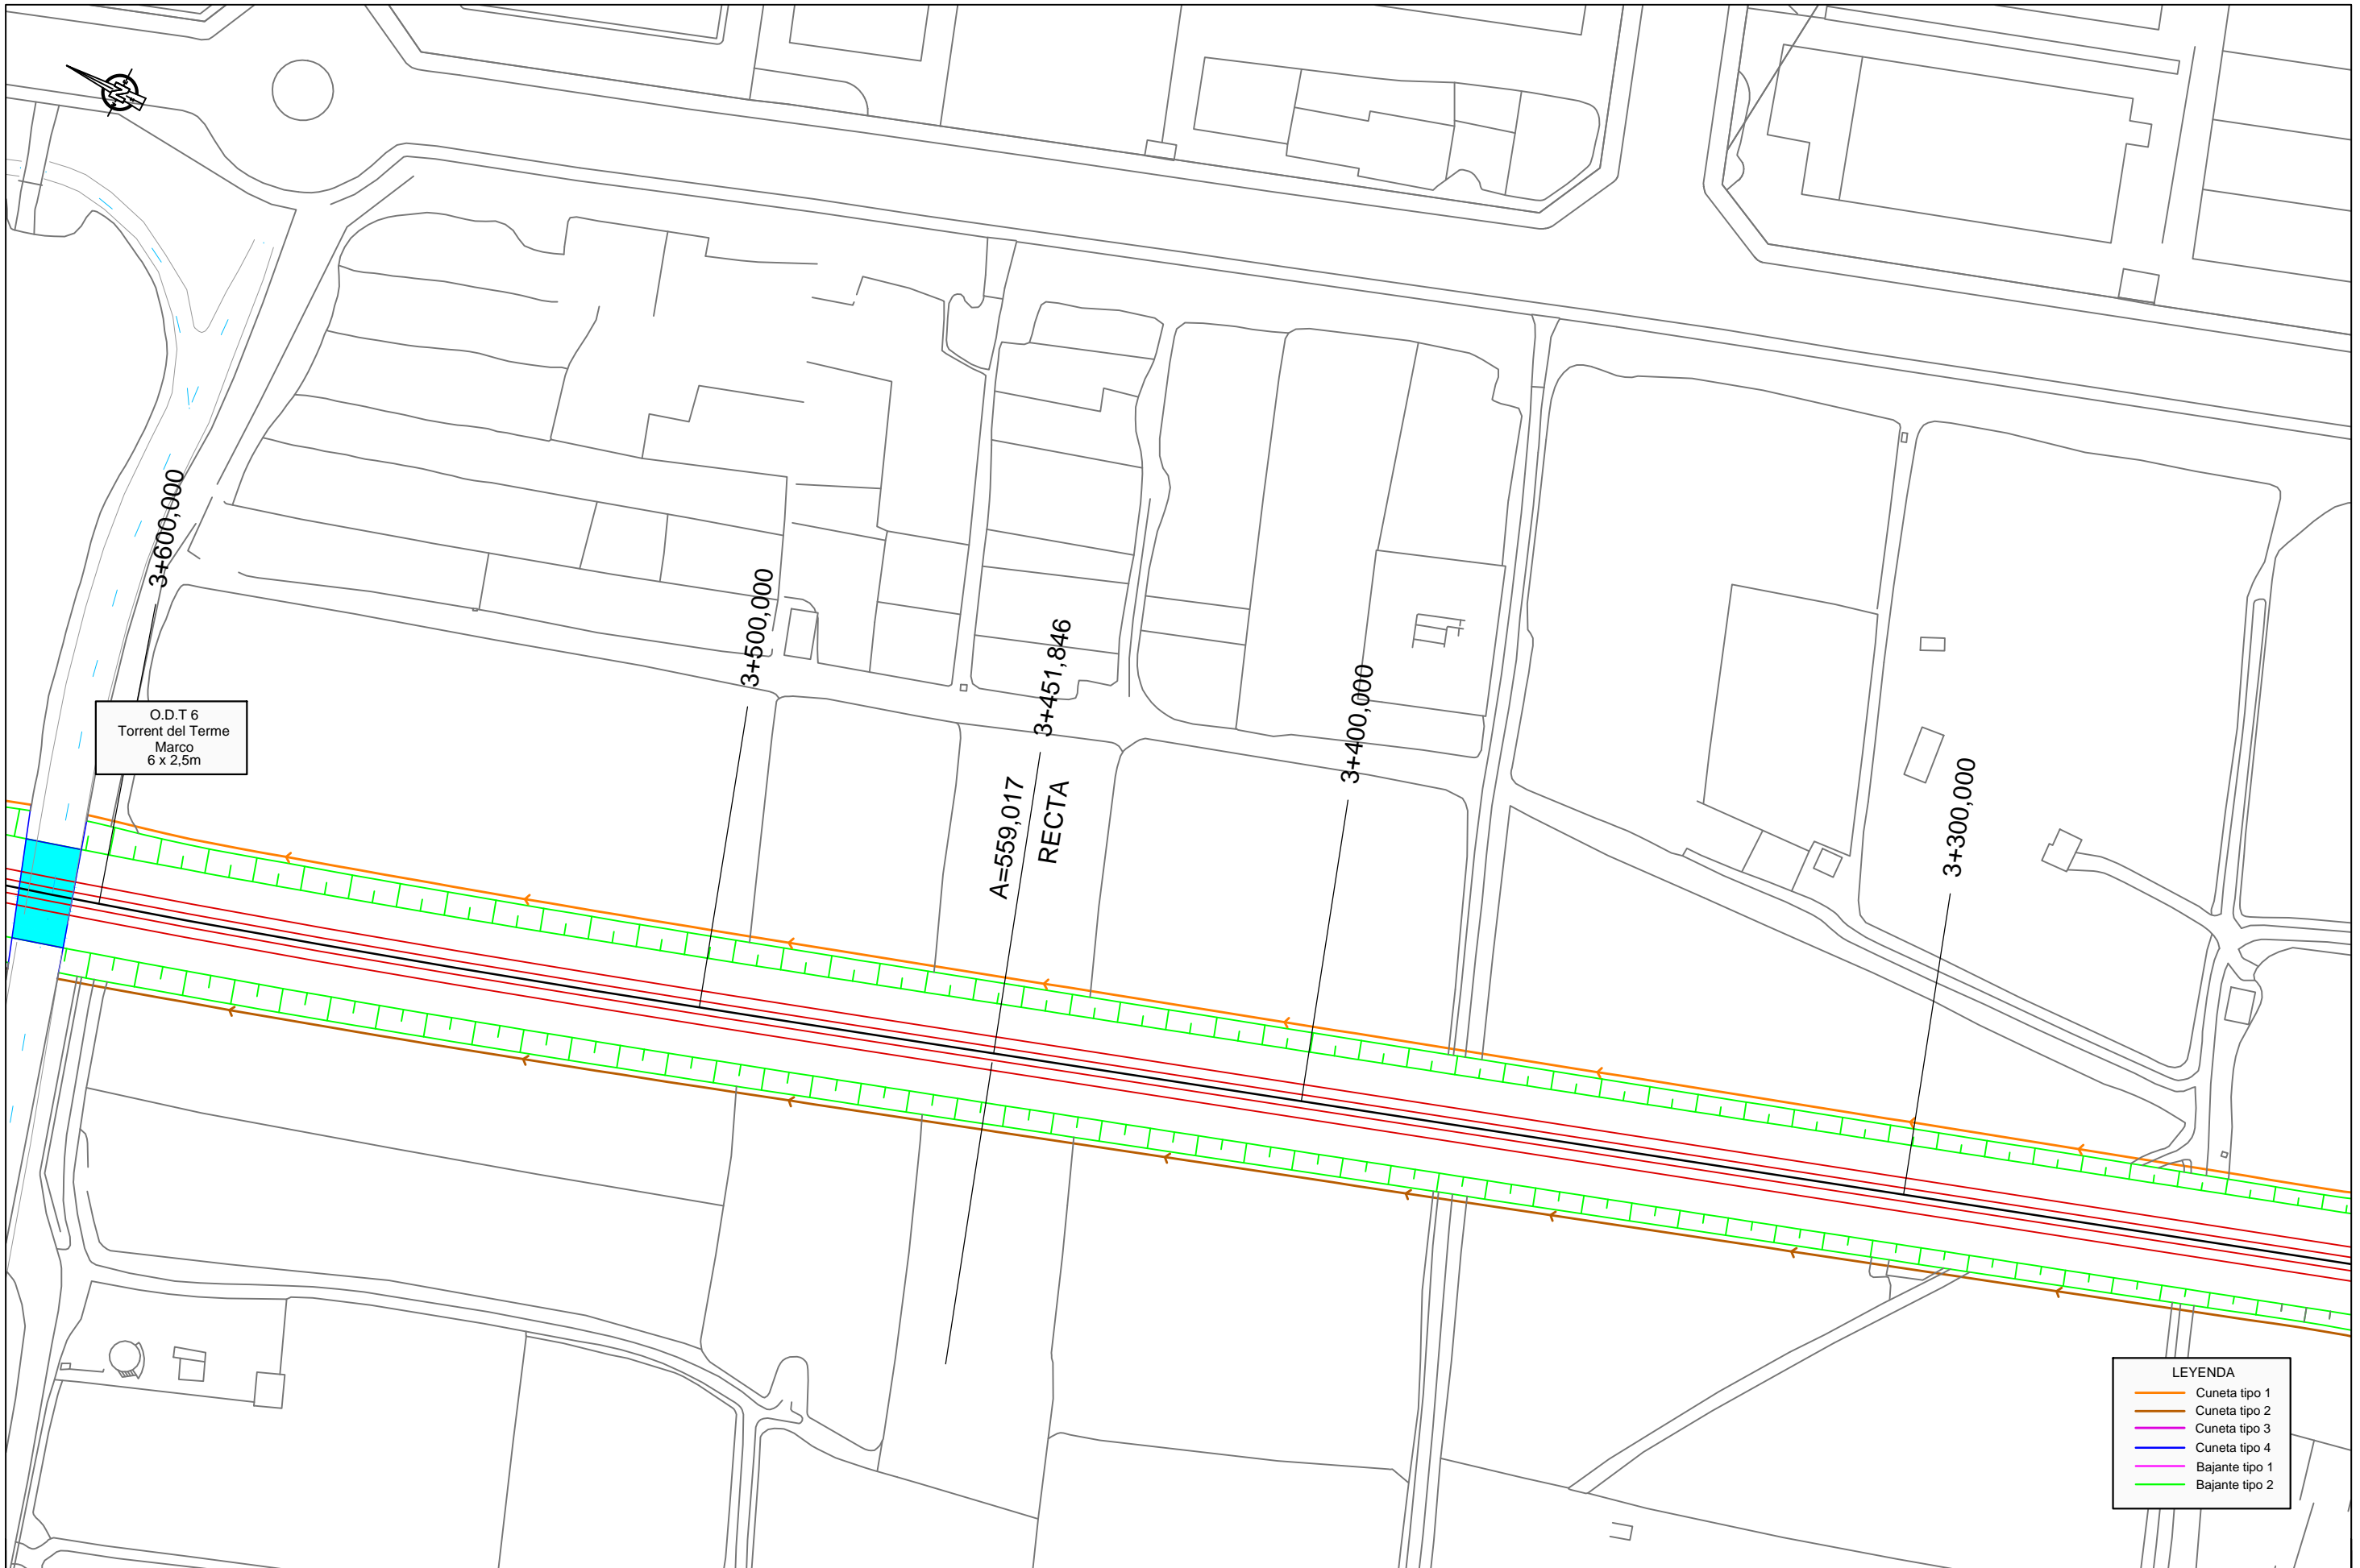 N
3+600,000
3+500,000
3+451,846
3+400,000
3+300,000
A=559,017
RECTA
O.D.T 6
Torrent del Terme
Marco
6 x 2,5m
LEYENDA
Cuneta tipo 1
Cuneta tipo 2
Cuneta tipo 3
Cuneta tipo 4
Bajante tipo 1
Bajante tipo 2